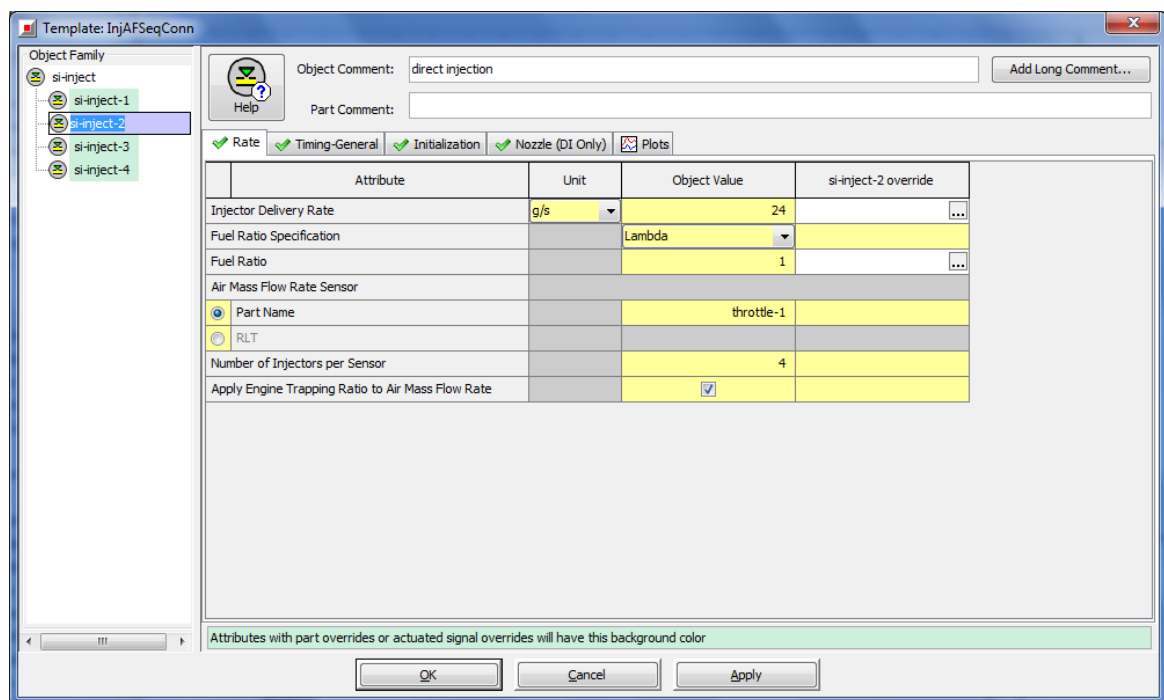 Template: InjAFSeqConn
x
Object Family
si-inject
si-inject-1
si-inject-2
si-inject-3
si-inject-4
Help
Object Comment: direct injection
Add Long Comment...
Part Comment:
Rate Timing-General Initialization Nozzle (DI Only) Plots
Attribute Unit Object Value si-inject-2 override
Injector Delivery Rate g/s 24 ...
Fuel Ratio Specification Lambda
Fuel Ratio 1 ...
Air Mass Flow Rate Sensor
Part Name throttle-1
RLT
Number of Injectors per Sensor 4
Apply Engine Trapping Ratio to Air Mass Flow Rate
Attributes with part overrides or actuated signal overrides will have this background color
OK Cancel Apply